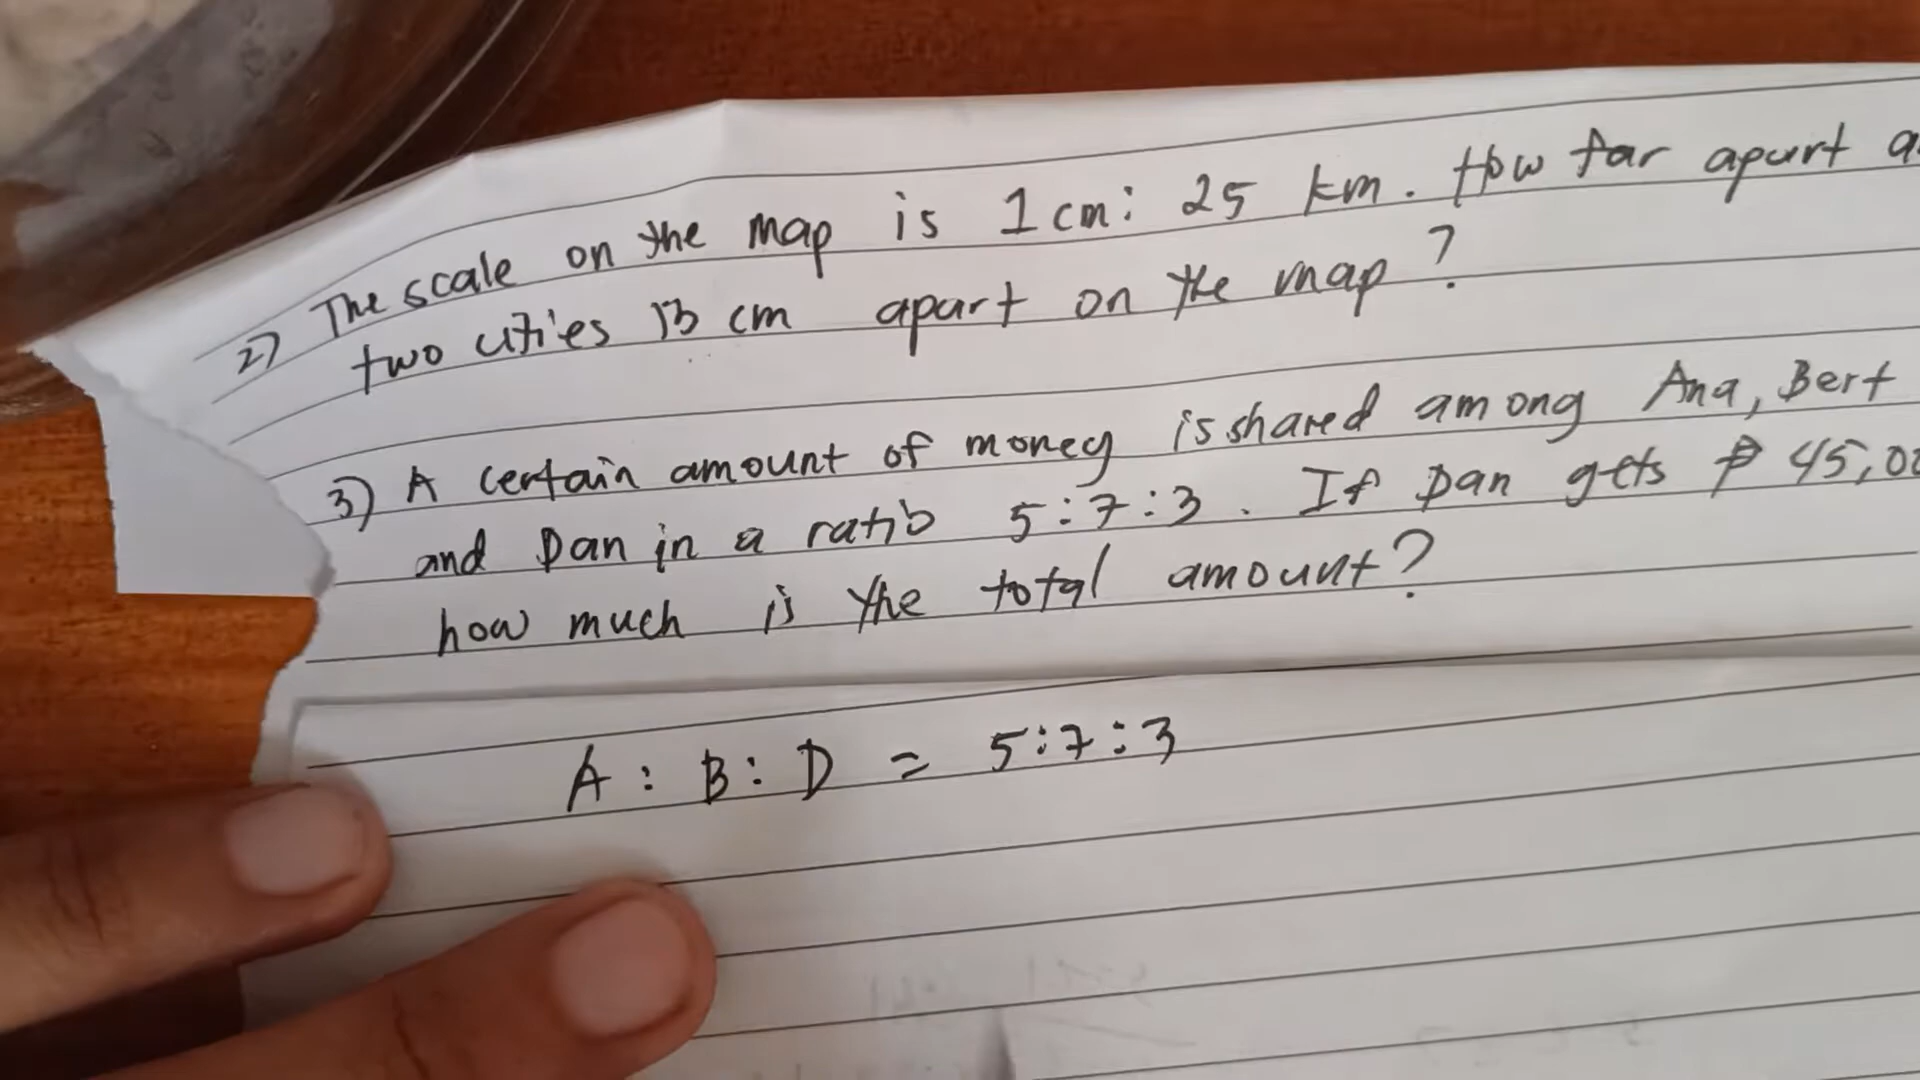 2) The scale on the map is 1 cm: 25 km. How far apart a
two cities 13 cm apart on the map?
3) A certain amount of money is shared among Ana, Bert
and Dan in a ratio 5:7:3. If Dan gets ₱ 45,00
how much is the total amount?
A : B : D = 5:7:3